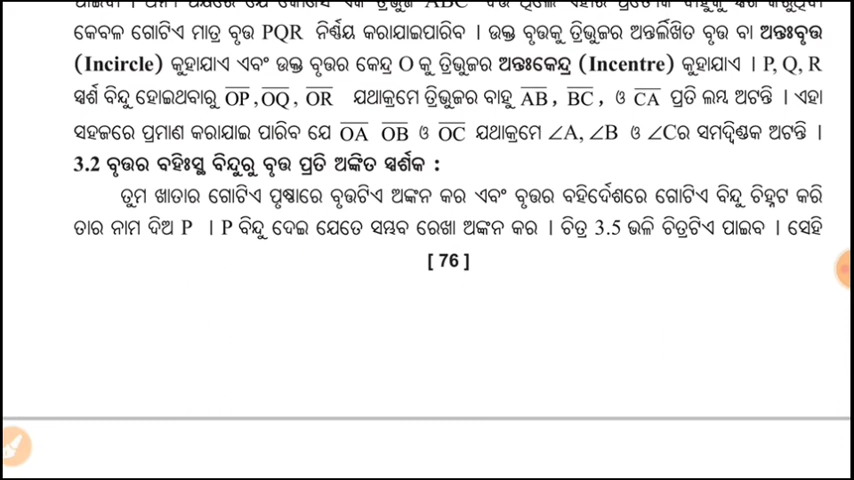 କେବଳ ଗୋଟିଏ ମାତ୍ର ବୃତ୍ତ PQR ନିର୍ଣ୍ଣୟ କରାଯାଇପାରିବ । ଉକ୍ତ ବୃତ୍ତକୁ ତ୍ରିଭୁଜର ଅନ୍ତର୍ଲିଖିତ ବୃତ୍ତ ବା ଅନ୍ତଃବୃତ୍ତ
(Incircle) କୁହାଯାଏ ଏବଂ ଉକ୍ତ ବୃତ୍ତର କେନ୍ଦ୍ର O କୁ ତ୍ରିଭୁଜର ଅନ୍ତଃକେନ୍ଦ୍ର (Incentre) କୁହାଯାଏ । P, Q, R
ସ୍ପର୍ଶ ବିନ୍ଦୁ ହୋଇଥବାରୁ OP, OQ, OR ଯଥାକ୍ରମେ ତ୍ରିଭୁଜର ବାହୁ AB, BC, ଓ CA ପ୍ରତି ଲମ୍ବ ଅଟନ୍ତି । ଏହା
ସହଜରେ ପ୍ରମାଣ କରାଯାଇ ପାରିବ ଯେ OA OB ଓ OC ଯଥାକ୍ରମେ ∠A, ∠B ଓ ∠Cର ସମଦ୍ବିଖଣ୍ଡକ ଅଟନ୍ତି ।
3.2 ବୃତ୍ତର ବହିଃସ୍ଥ ବିନ୍ଦୁରୁ ବୃତ୍ତ ପ୍ରତି ଅଙ୍କିତ ସ୍ପର୍ଶକ :
ତୁମ ଖାତାର ଗୋଟିଏ ପୃଷ୍ଠାରେ ବୃତ୍ତଟିଏ ଅଙ୍କନ କର ଏବଂ ବୃତ୍ତର ବହିର୍ଦେଶରେ ଗୋଟିଏ ବିନ୍ଦୁ ଚିହ୍ନଟ କରି
ତାର ନାମ ଦିଅ P । P ବିନ୍ଦୁ ଦେଇ ଯେତେ ସମ୍ଭବ ରେଖା ଅଙ୍କନ କର । ଚିତ୍ର 3.5 ଭଳି ଚିତ୍ରଟିଏ ପାଇବ । ସେହି
[ 76 ]